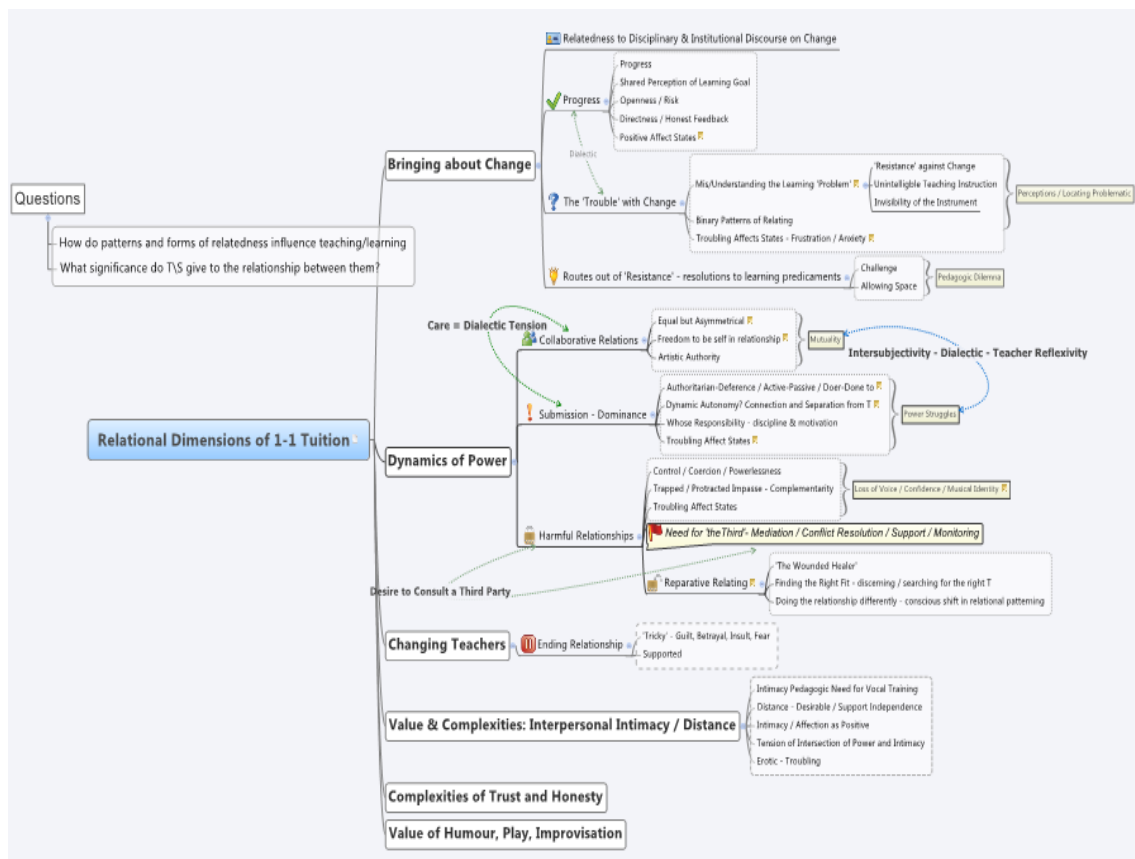 Questions
How do patterns and forms of relatedness influence teaching/learning
What significance do T\S give to the relationship between them?
Relational Dimensions of 1-1 Tuition
Bringing about Change
Relatedness to Disciplinary & Institutional Discourse on Change
Progress
Progress
Shared Perception of Learning Goal
Openness / Risk
Directness / Honest Feedback
Positive Affect States
Dialectic
The 'Trouble' with Change
Mis/Understanding the Learning 'Problem'
'Resistance' against Change
Unintelligible Teaching Instruction
Invisibility of the Instrument
Binary Patterns of Relating
Troubling Affects States - Frustration / Anxiety
Perceptions / Locating Problematic
Routes out of 'Resistance' - resolutions to learning predicaments
Challenge
Allowing Space
Pedagogic Dilemna
Dynamics of Power
Care = Dialectic Tension
Collaborative Relations
Equal but Asymmetrical
Freedom to be self in relationship
Artistic Authority
Mutuality
Intersubjectivity - Dialectic - Teacher Reflexivity
Submission - Dominance
Authoritarian-Deference / Active-Passive / Doer-Done to
Dynamic Autonomy? Connection and Separation from T
Whose Responsibility - discipline & motivation
Troubling Affect States
Power Struggles
Harmful Relationships
Control / Coercion / Powerlessness
Trapped / Protracted Impasse - Complementarity
Troubling Affect States
Loss of Voice / Confidence / Musical Identity
Need for 'theThird'- Mediation / Conflict Resolution / Support / Monitoring
Desire to Consult a Third Party
Reparative Relating
'The Wounded Healer'
Finding the Right Fit - discerning / searching for the right T
Doing the relationship differently - conscious shift in relational patterning
Changing Teachers
Ending Relationship
'Tricky' - Guilt, Betrayal, Insult, Fear
Supported
Value & Complexities: Interpersonal Intimacy / Distance
Intimacy Pedagogic Need for Vocal Training
Distance - Desirable / Support Independence
Intimacy / Affection as Positive
Tension of Intersection of Power and Intimacy
Erotic - Troubling
Complexities of Trust and Honesty
Value of Humour, Play, Improvisation